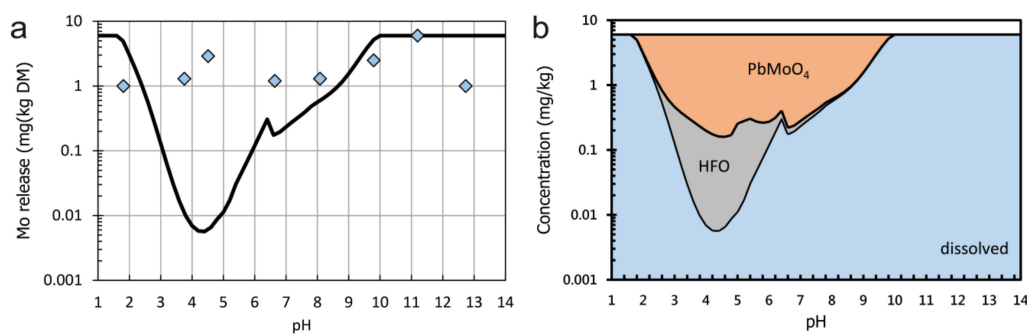 a
Mo release (mg(kg DM)
10
1
0.1
0.01
0.001
1 2 3 4 5 6 7 8 9 10 11 12 13 14
pH
b
Concentration (mg/kg)
10
1
0.1
0.01
0.001
PbMoO₄
HFO
dissolved
1 2 3 4 5 6 7 8 9 10 11 12 13 14
pH